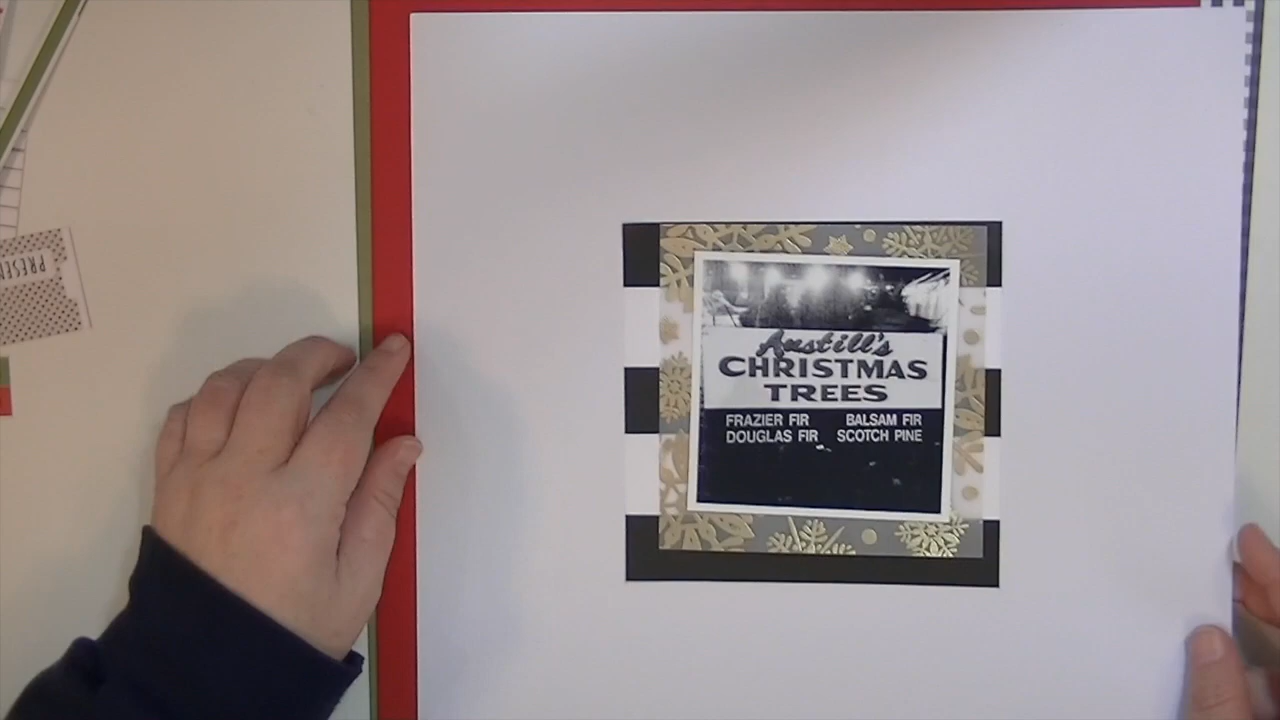 Austill's
CHRISTMAS
TREES
FRAZIER FIR BALSAM FIR
DOUGLAS FIR SCOTCH PINE